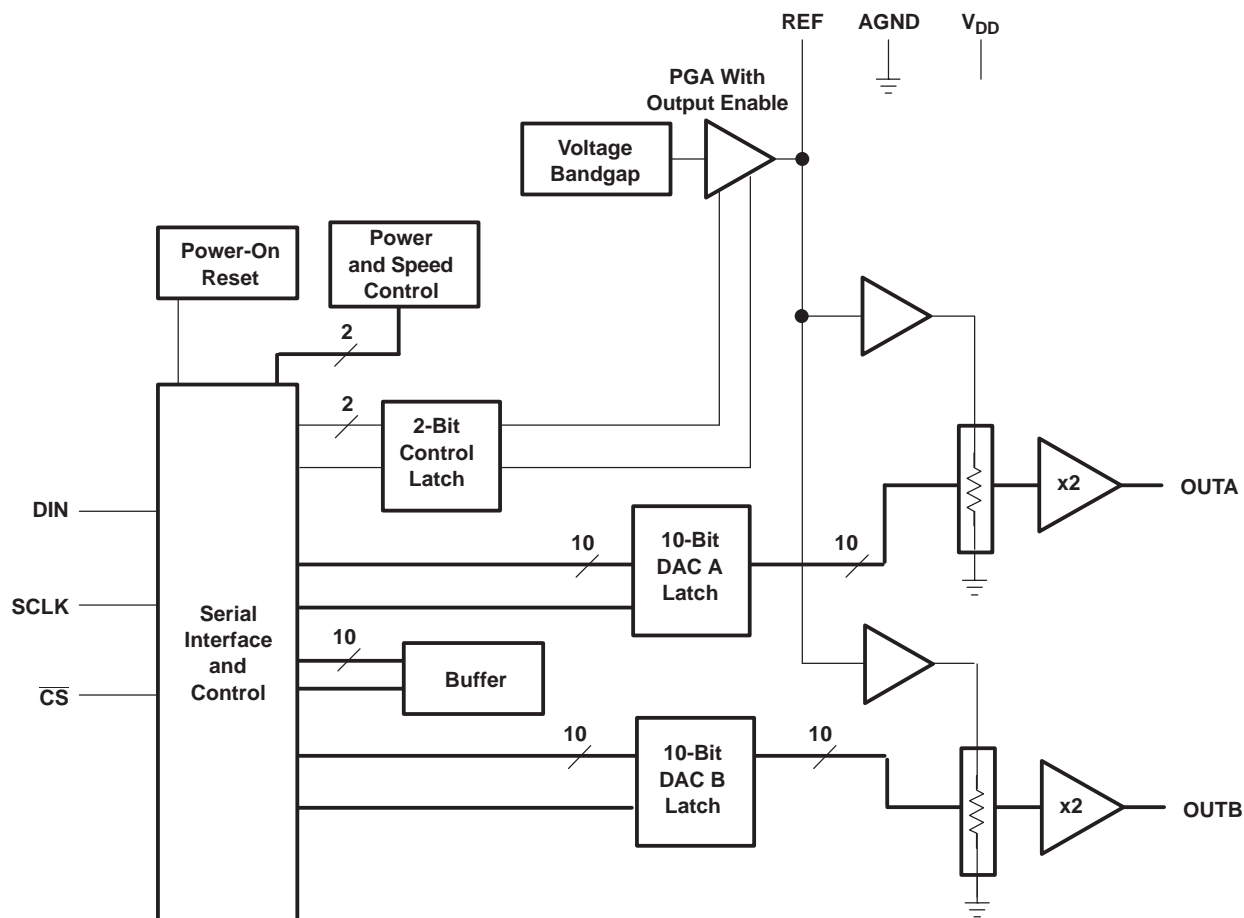 REF AGND VDD
PGA With
Output Enable
Voltage
Bandgap
Power-On
Reset
Power
and Speed
Control
2
2
2-Bit
Control
Latch
x2
OUTA
DIN
10
10-Bit
DAC A
Latch
10
SCLK
Serial
Interface
and
Control
10
Buffer
CS
10
10-Bit
DAC B
Latch
10
x2
OUTB